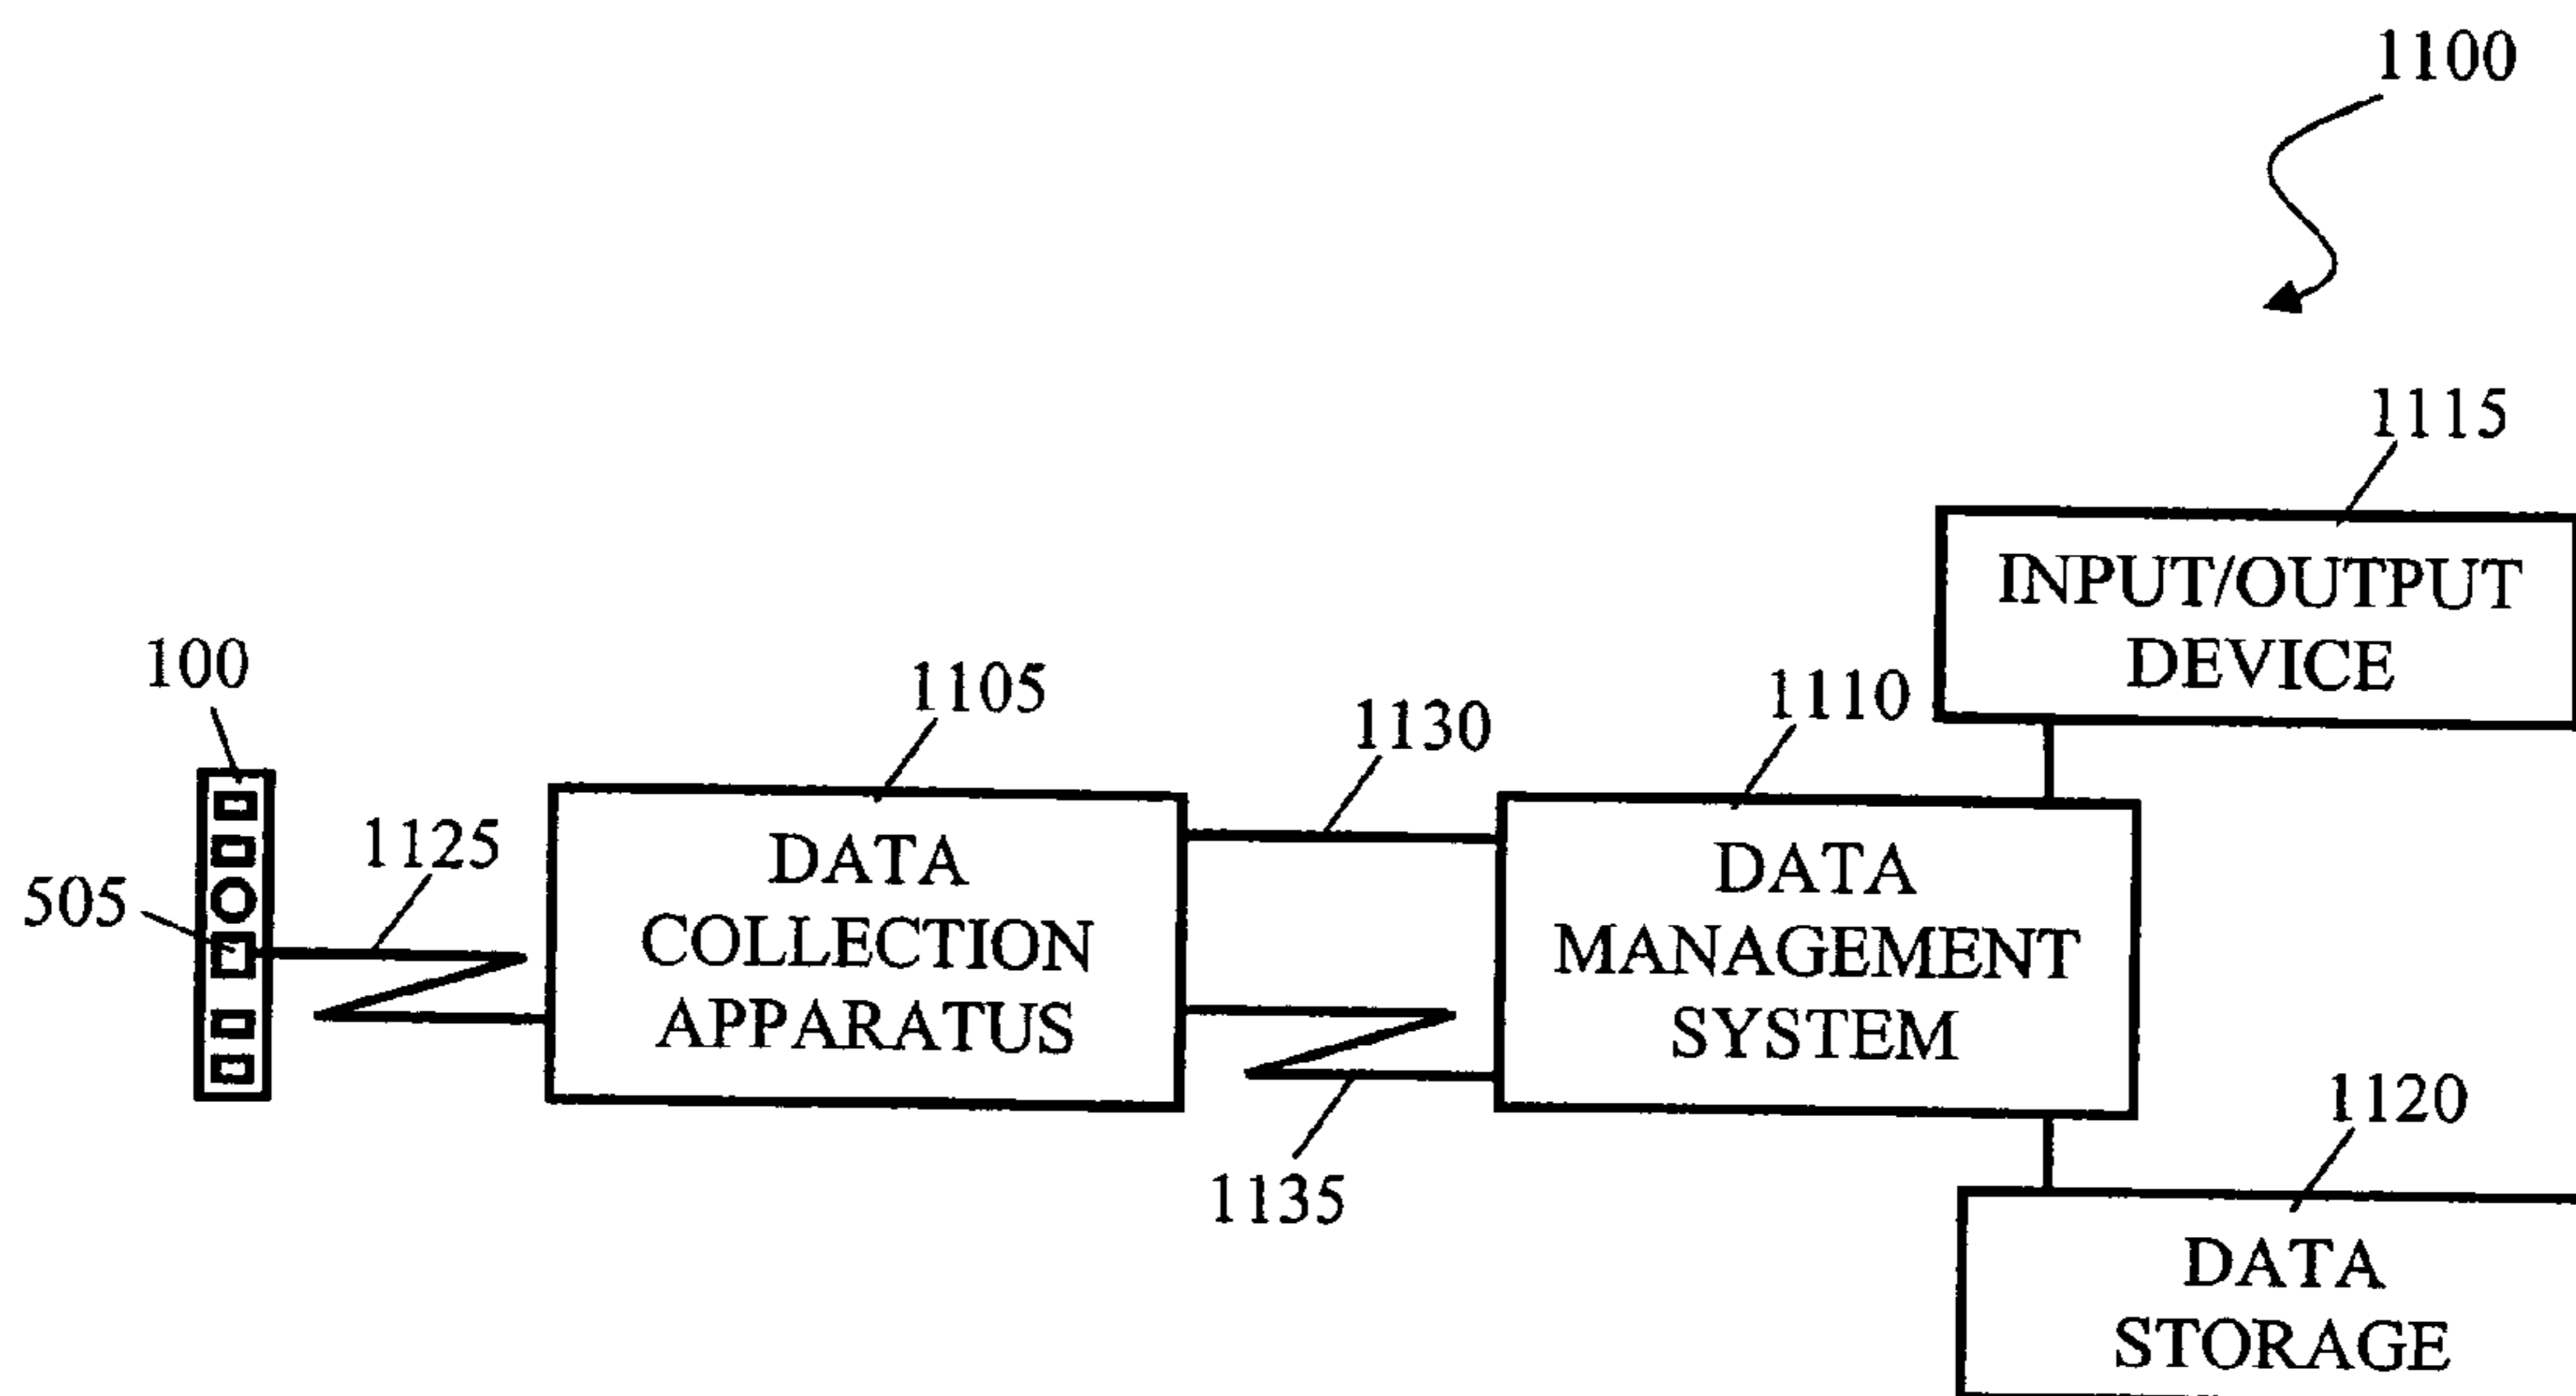 1100
1115
INPUT/OUTPUT
DEVICE
100
1105
1130
1110
1125
505
DATA
COLLECTION
APPARATUS
DATA
MANAGEMENT
SYSTEM
1135
1120
DATA
STORAGE